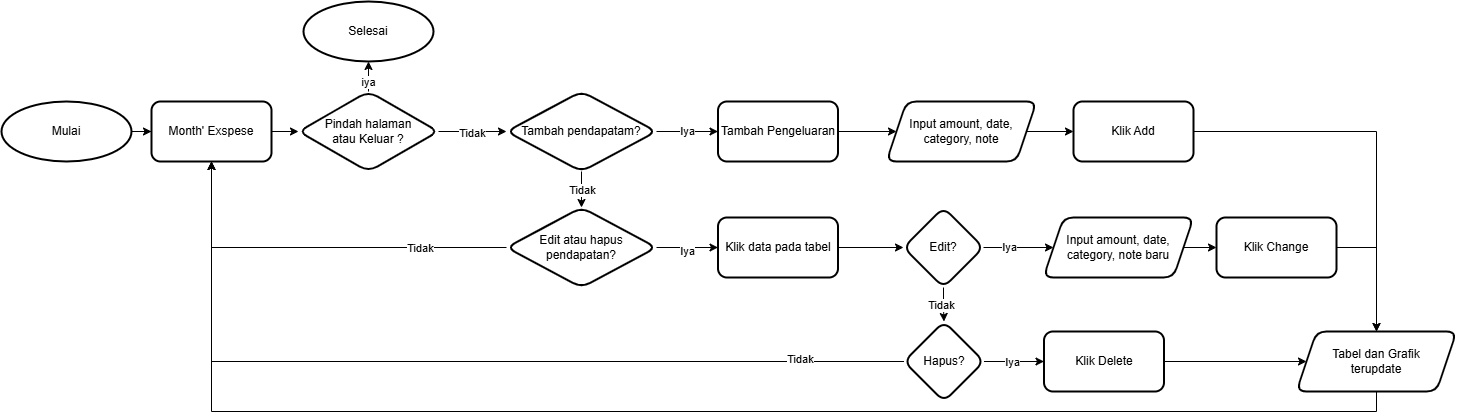 Selesai
iya
Mulai
Month' Exspese
Pindah halaman
atau Keluar ?
Tidak
Tambah pendapatam?
Iya
Tambah Pengeluaran
Input amount, date,
category, note
Klik Add
Tidak
Tidak
Edit atau hapus
pendapatan?
Iya
Klik data pada tabel
Edit?
Iya
Input amount, date,
category, note baru
Klik Change
Tidak
Tidak
Hapus?
Iya
Klik Delete
Tabel dan Grafik
terupdate